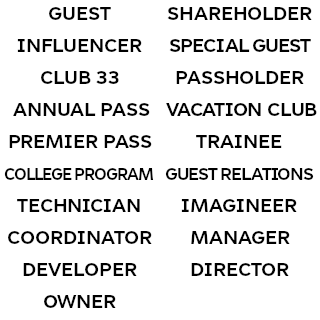 GUEST
SHAREHOLDER
INFLUENCER
SPECIAL GUEST
CLUB 33
PASSHOLDER
ANNUAL PASS
VACATION CLUB
PREMIER PASS
TRAINEE
COLLEGE PROGRAM
GUEST RELATIONS
TECHNICIAN
IMAGINEER
COORDINATOR
MANAGER
DEVELOPER
DIRECTOR
OWNER